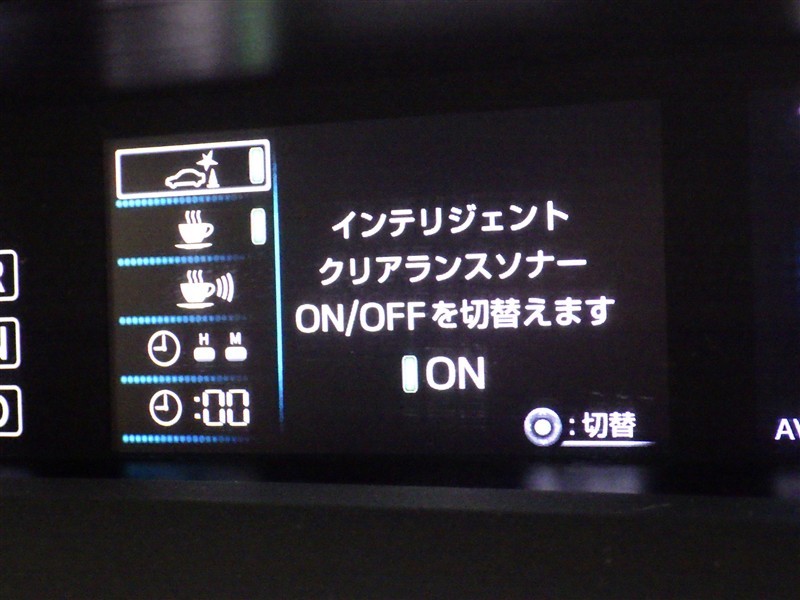 R
N
D
H M
:00
インテリジェント
クリアランスソナー
ON/OFFを切替えます
ON
:切替
AV